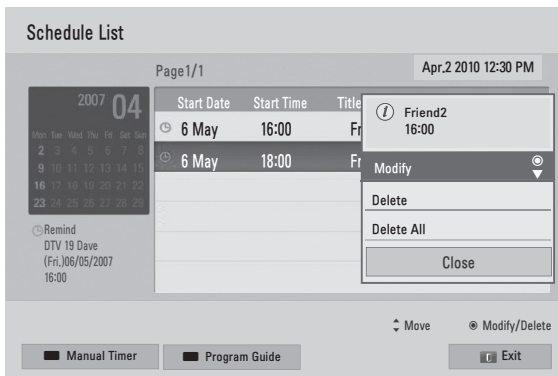 Schedule List
Page1/1
Apr.2 2010 12:30 PM
2007 04
Mon Tue Wed Thu Fri Sat Sun
2 3 4 5 6 7 8
9 10 11 12 13 14 15
16 17 18 19 20 21 22
23 24 25 26 27 28 29
Remind
DTV 19 Dave
(Fri.)06/05/2007
16:00
Start Date Start Time Title
6 May 16:00 Fr
6 May 18:00 Fr
Friend2
16:00
Modify
Delete
Delete All
Close
Move Modify/Delete
Manual Timer Program Guide Exit